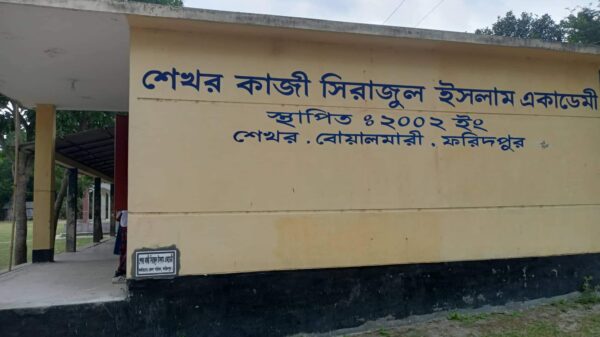 শেখর কাজী সিরাজুল ইসলাম একাডেমী
স্থাপিত ঃ ২০০২ ইং
শেখর . বোয়ালমারী . ফরিদপুর